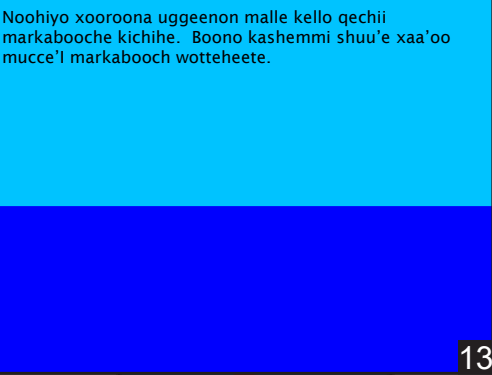 Noohiyo xooroona uggeenon malle kello qechii
markabooche kichihe.  Boono kashemmi shuu'e xaa'oo
mucce'I markabooch wotteheete.
13